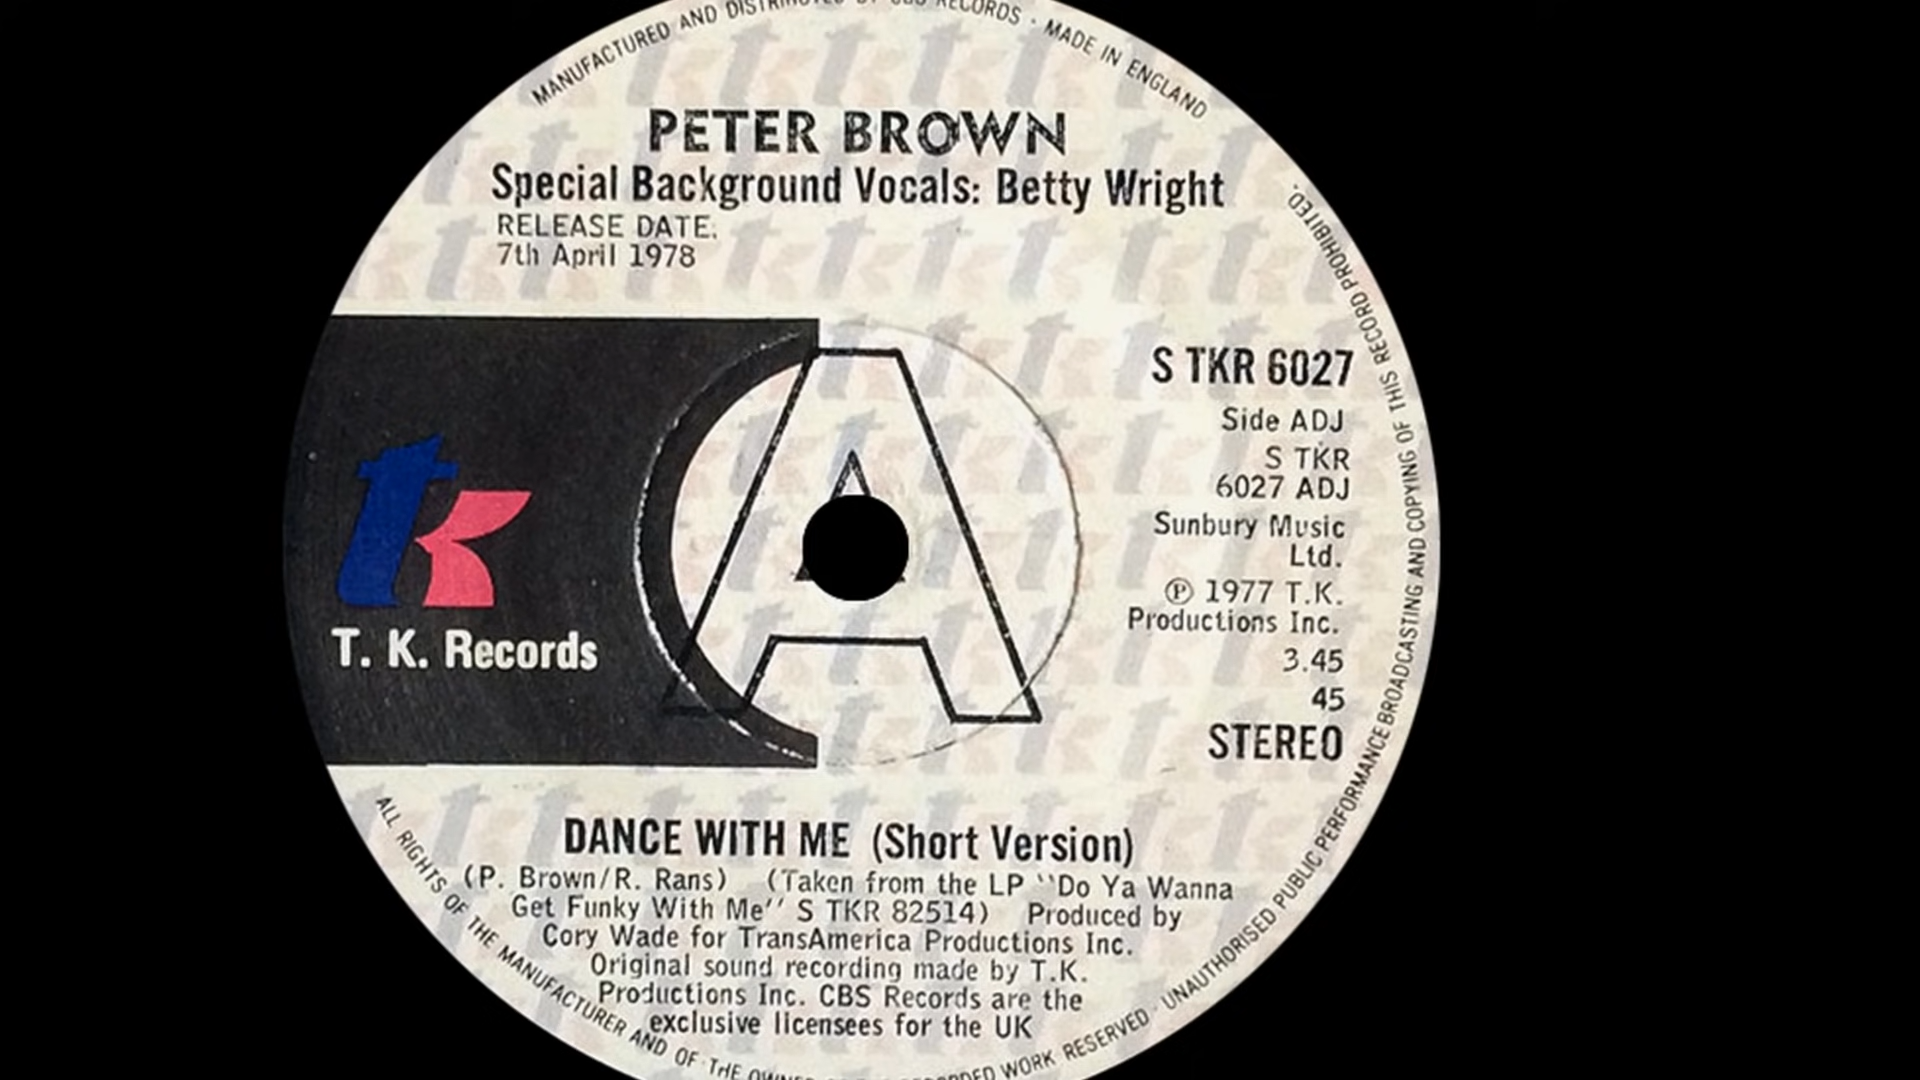 MANUFACTURED AND DISTRIBUTED BY CBS RECORDS · MADE IN ENGLAND
PETER BROWN
Special Background Vocals: Betty Wright
RELEASE DATE:
7th April 1978
A
S TKR 6027
Side ADJ
S TKR
6027 ADJ
Sunbury Music
Ltd.
℗ 1977 T.K.
Productions Inc.
3.45
45
STEREO
tk
T. K. Records
DANCE WITH ME (Short Version)
(P. Brown/R. Rans) (Taken from the LP "Do Ya Wanna
Get Funky With Me" S TKR 82514) Produced by
Cory Wade for TransAmerica Productions Inc.
Original sound recording made by T.K.
Productions Inc. CBS Records are the
exclusive licensees for the UK
ALL RIGHTS OF THE MANUFACTURER AND OF THE OWNER WORK RESERVED · UNAUTHORISED PUBLIC PERFORMANCE BROADCASTING AND COPYING OF THIS RECORD PROHIBITED.